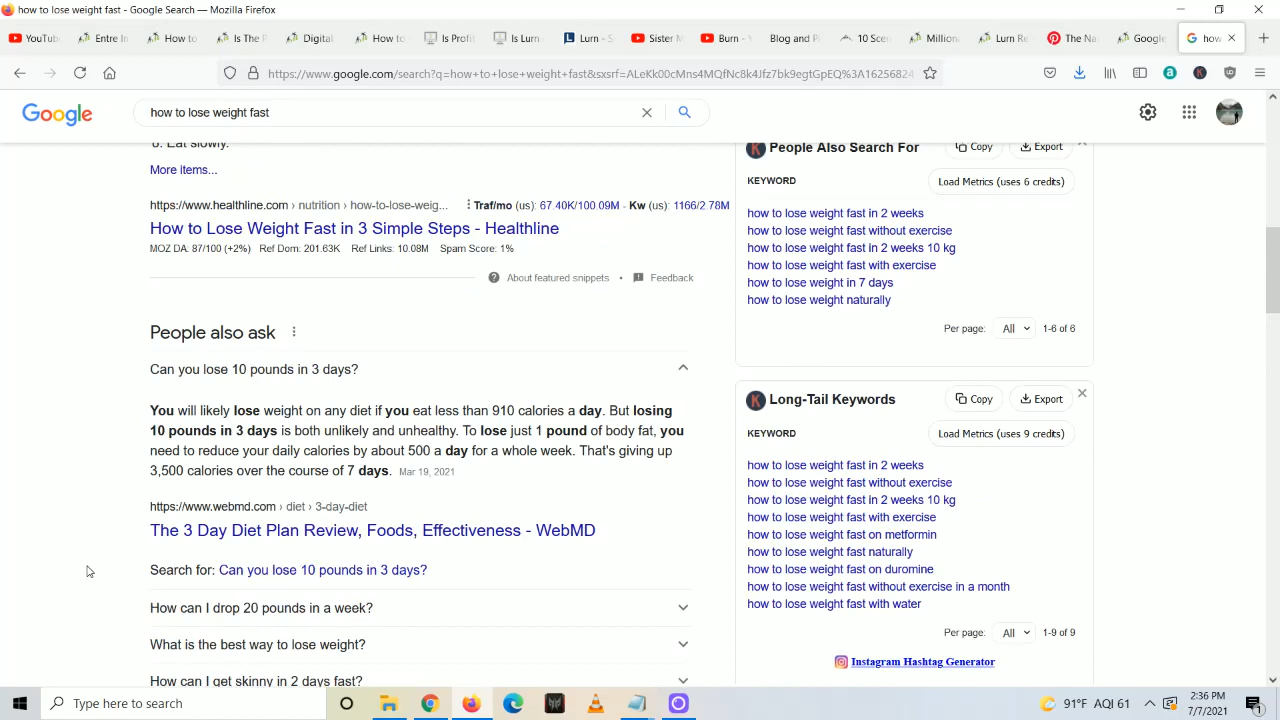 how to lose weight fast - Google Search — Mozilla Firefox
YouTub
Entre In
How to
Is The P
Digital
How to
Is Profit
Is Lurn
Lurn - S
Sister M
Burn - Y
Blog and Pi
10 Scen
Million
Lurn Re
The Na
Google
how
https://www.google.com/search?q=how+to+lose+weight+fast&sxsrf=ALeKk00cMns4MQfNc8k4Jfz7bk9egtGpEQ%3A16256824
Google
how to lose weight fast
6. Eat slowly.
More items...
https://www.healthline.com › nutrition › how-to-lose-weig...
Traf/mo (us): 67.40K/100.09M - Kw (us): 1166/2.78M
How to Lose Weight Fast in 3 Simple Steps - Healthline
MOZ DA: 87/100 (+2%) Ref Dom: 201.63K Ref Links: 10.08M Spam Score: 1%
About featured snippets • Feedback
People also ask
Can you lose 10 pounds in 3 days?
You will likely lose weight on any diet if you eat less than 910 calories a day. But losing
10 pounds in 3 days is both unlikely and unhealthy. To lose just 1 pound of body fat, you
need to reduce your daily calories by about 500 a day for a whole week. That's giving up
3,500 calories over the course of 7 days. Mar 19, 2021
https://www.webmd.com › diet › 3-day-diet
The 3 Day Diet Plan Review, Foods, Effectiveness - WebMD
Search for: Can you lose 10 pounds in 3 days?
How can I drop 20 pounds in a week?
What is the best way to lose weight?
How can I get skinny in 2 days fast?
K People Also Search For
Copy
Export
KEYWORD
Load Metrics (uses 6 credits)
how to lose weight fast in 2 weeks
how to lose weight fast without exercise
how to lose weight fast in 2 weeks 10 kg
how to lose weight fast with exercise
how to lose weight in 7 days
how to lose weight naturally
Per page: All 1-6 of 6
K Long-Tail Keywords
Copy
Export
KEYWORD
Load Metrics (uses 9 credits)
how to lose weight fast in 2 weeks
how to lose weight fast without exercise
how to lose weight fast in 2 weeks 10 kg
how to lose weight fast with exercise
how to lose weight fast on metformin
how to lose weight fast naturally
how to lose weight fast on duromine
how to lose weight fast without exercise in a month
how to lose weight fast with water
Per page: All 1-9 of 9
Instagram Hashtag Generator
Type here to search
91°F AQI 61
2:36 PM
7/7/2021
1